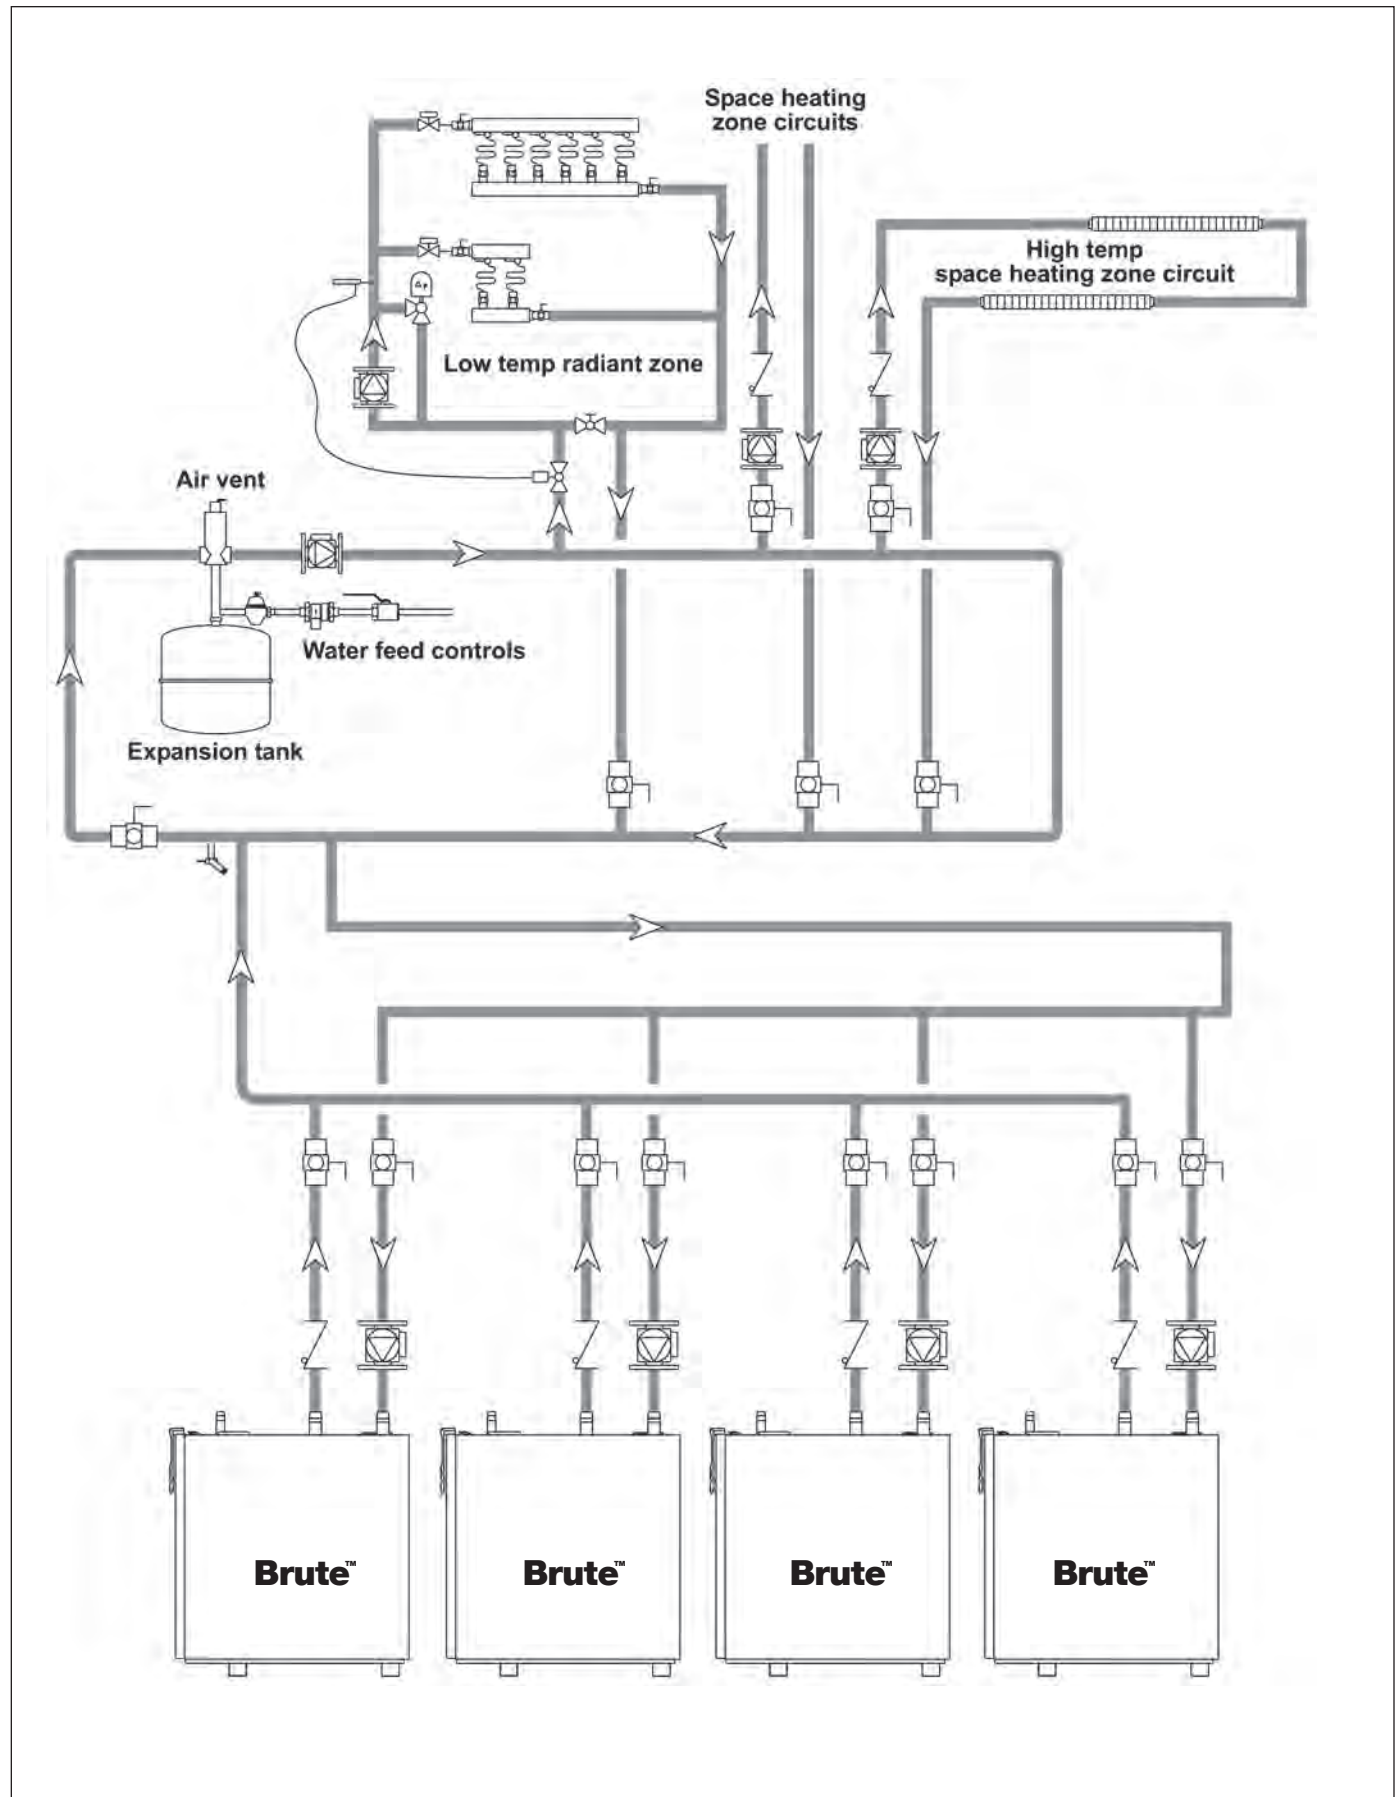 Space heating
zone circuits
High temp
space heating zone circuit
Δp
Low temp radiant zone
Air vent
Water feed controls
Expansion tank
Brute™
Brute™
Brute™
Brute™